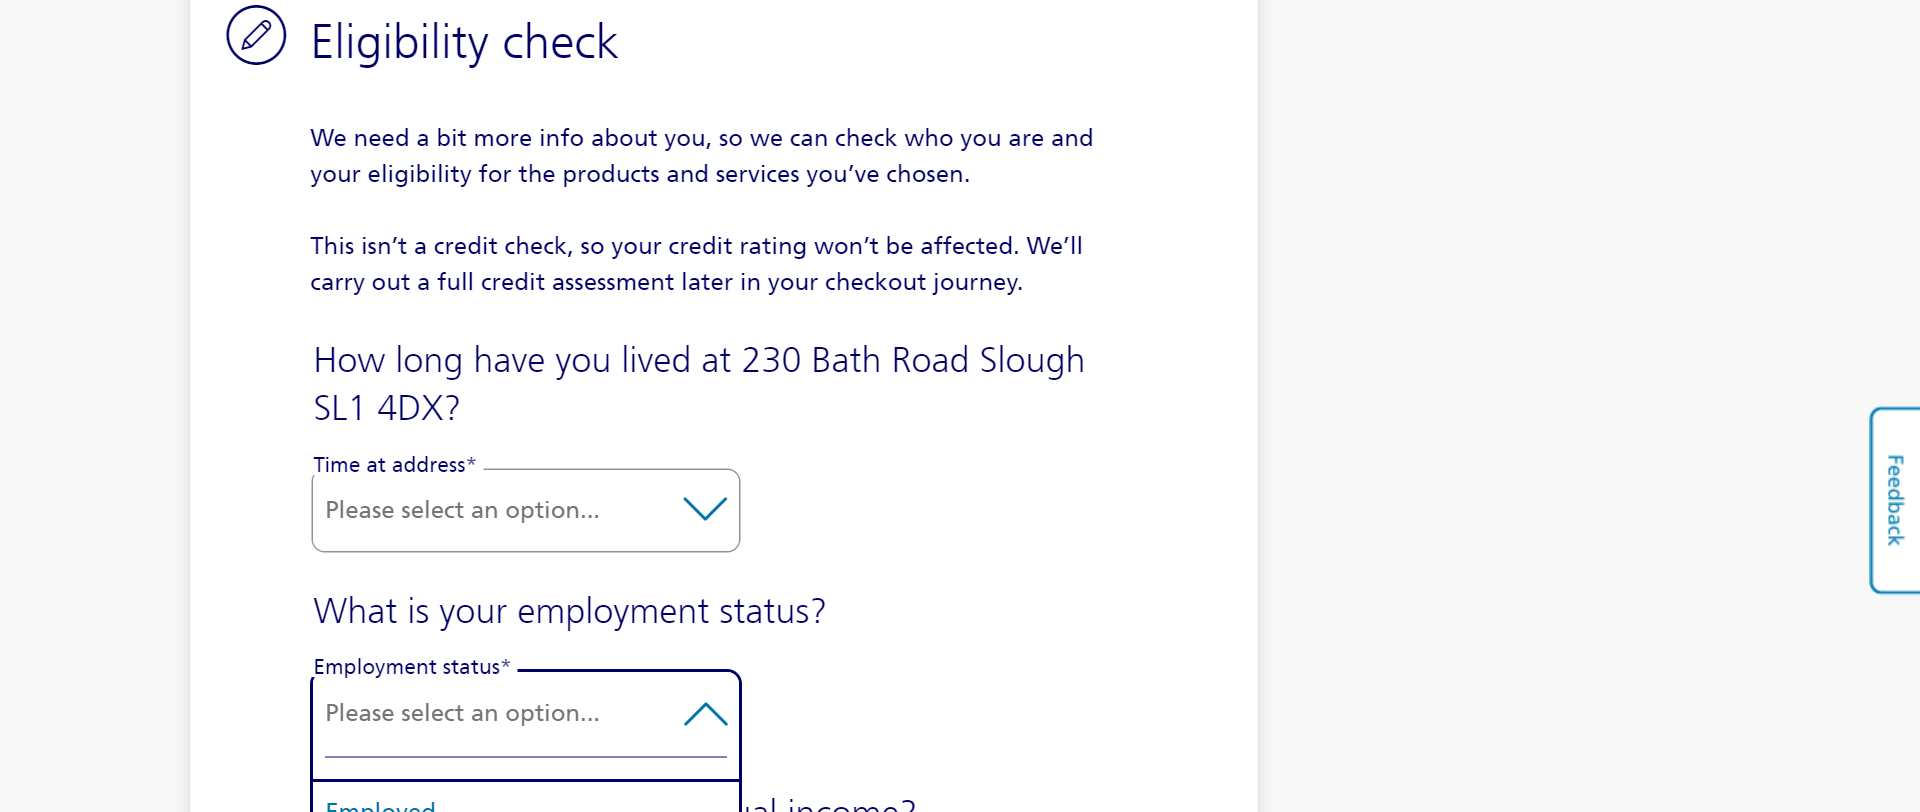 Eligibility check
We need a bit more info about you, so we can check who you are and
your eligibility for the products and services you’ve chosen.
This isn’t a credit check, so your credit rating won’t be affected. We’ll
carry out a full credit assessment later in your checkout journey.
How long have you lived at 230 Bath Road Slough
SL1 4DX?
Time at address*
Please select an option...
Feedback
What is your employment status?
Employment status*
Please select an option...
Employed
income?